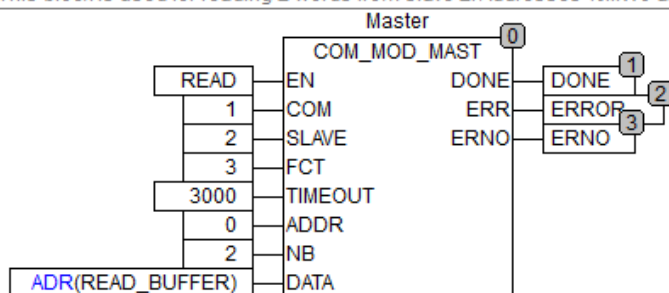 Master
0
COM_MOD_MAST
1
READ EN DONE DONE
2
1 COM ERR ERROR
3
2 SLAVE ERNO ERNO
3 FCT
3000 TIMEOUT
0 ADDR
2 NB
ADR(READ_BUFFER) DATA